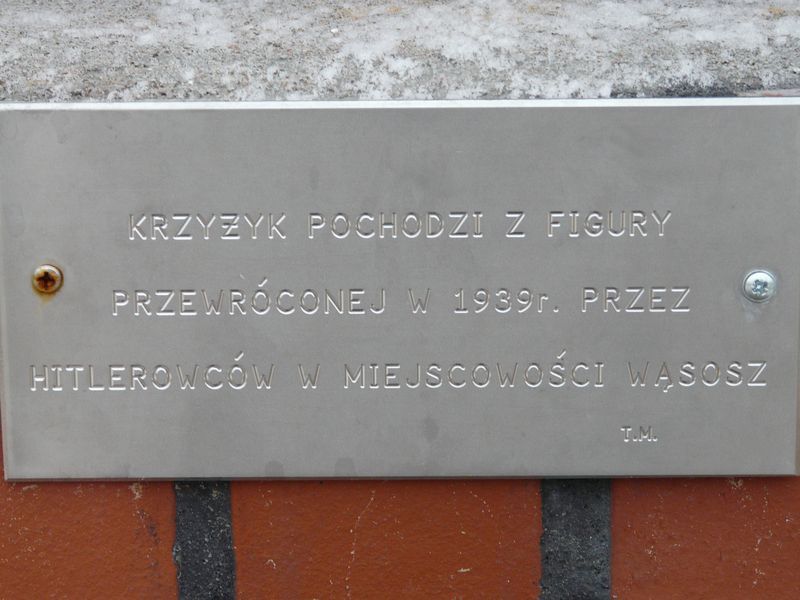 KRZYŻYK POCHODZI Z FIGURY
PRZEWRÓCONEJ W 1939r. PRZEZ
HITLEROWCÓW W MIEJSCOWOŚCI WĄSOSZ
T.M.